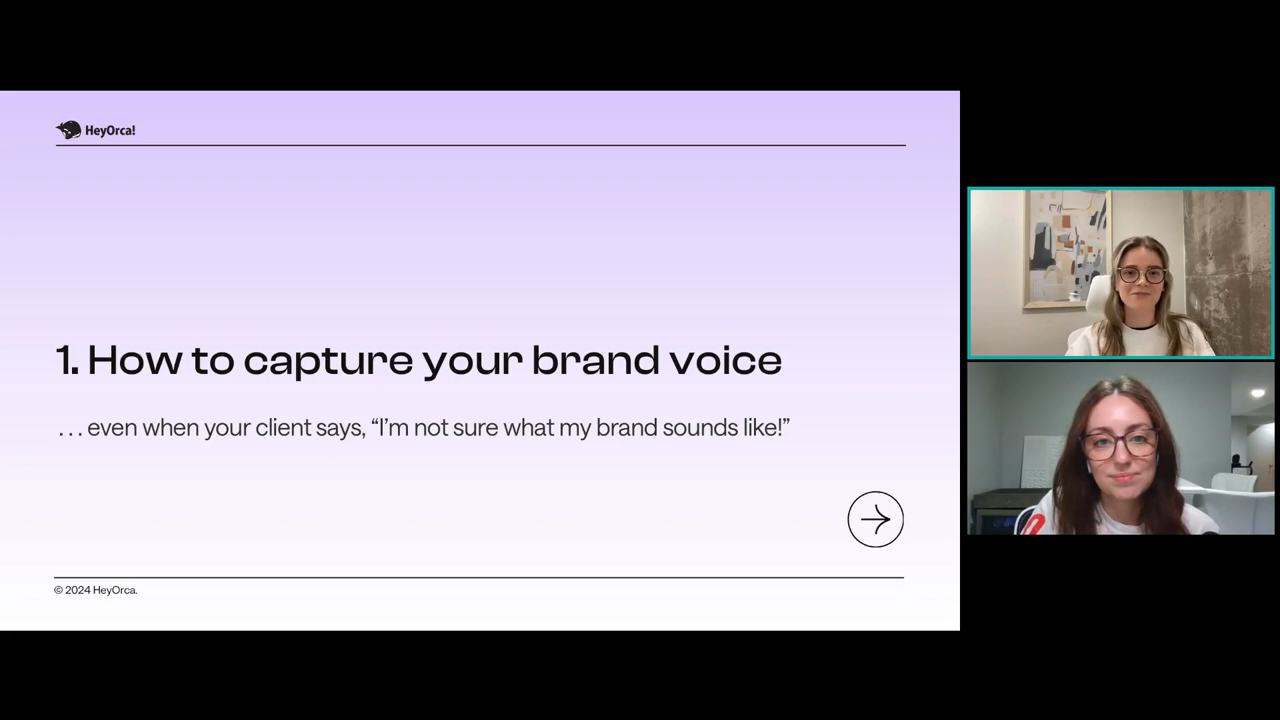 HeyOrca!
1. How to capture your brand voice
. . . even when your client says, “I’m not sure what my brand sounds like!”
© 2024 HeyOrca.